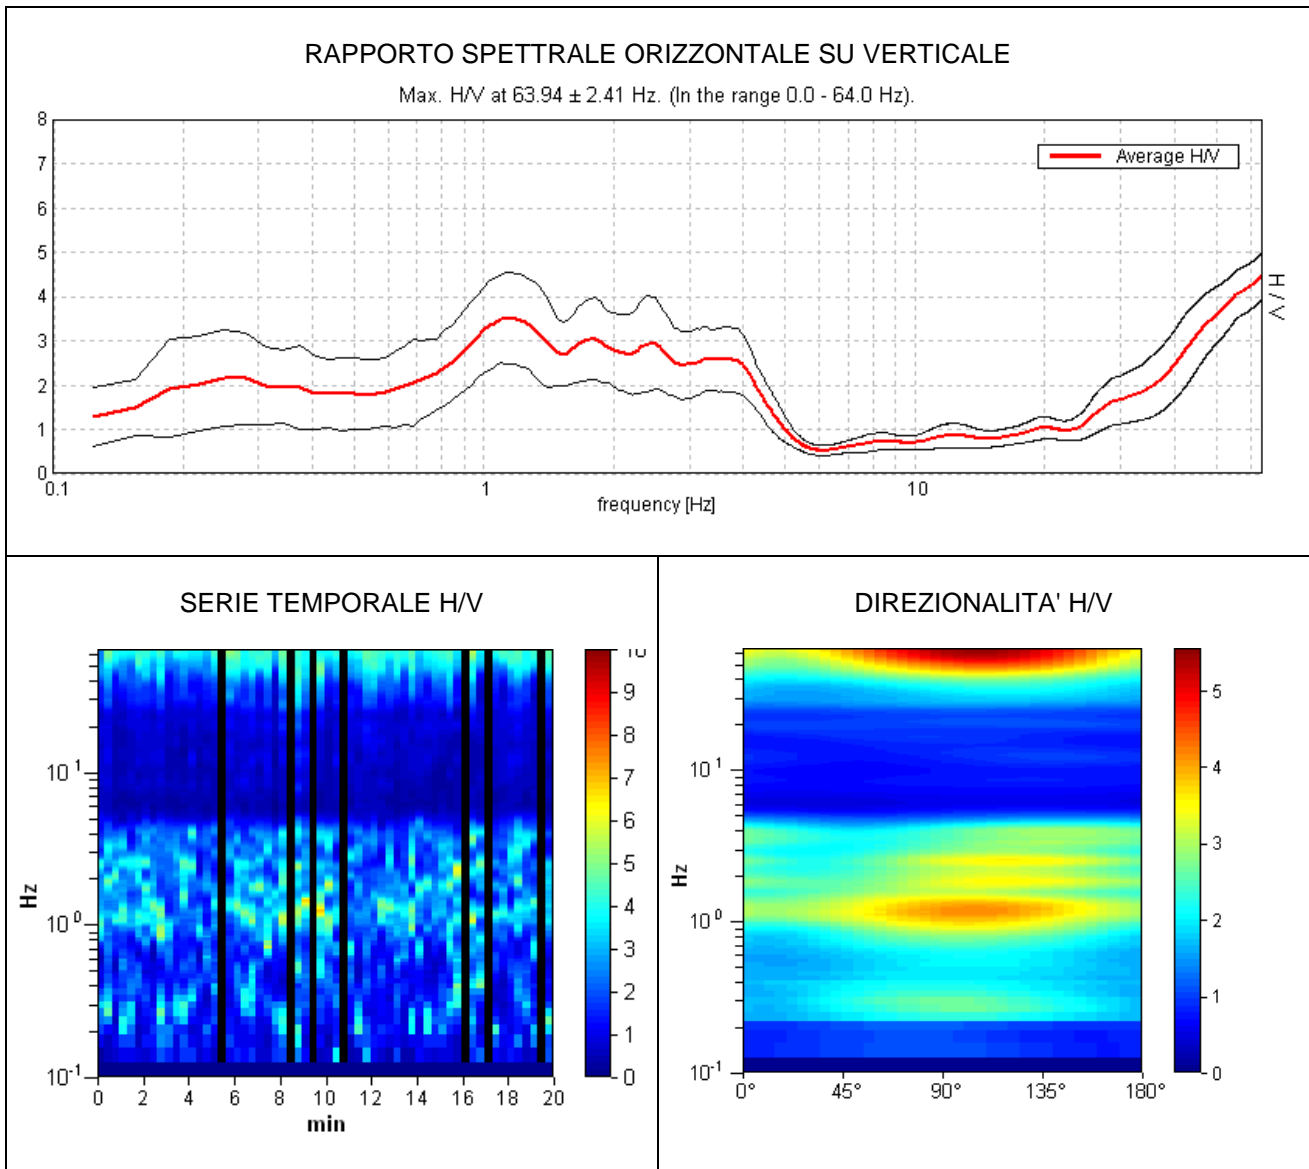 RAPPORTO SPETTRALE ORIZZONTALE SU VERTICALE
Max. H/V at 63.94 ± 2.41 Hz. (In the range 0.0 - 64.0 Hz).
8
7
6
5
4
3
2
1
0
Average H/V
H/V
0.1
1
10
frequency [Hz]
SERIE TEMPORALE H/V
10
9
8
7
6
5
4
3
2
1
0
10¹
10⁰
10⁻¹
Hz
0 2 4 6 8 10 12 14 16 18 20
min
DIREZIONALITA' H/V
5
4
3
2
1
0
10¹
10⁰
10⁻¹
Hz
0° 45° 90° 135° 180°